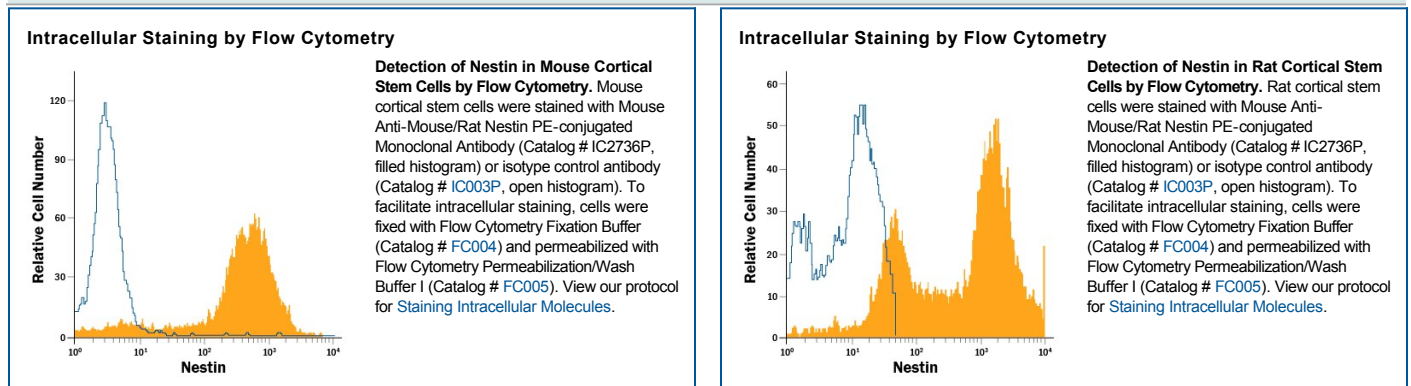 Intracellular Staining by Flow Cytometry
Detection of Nestin in Mouse Cortical
Stem Cells by Flow Cytometry. Mouse
cortical stem cells were stained with Mouse
Anti-Mouse/Rat Nestin PE-conjugated
Monoclonal Antibody (Catalog # IC2736P,
filled histogram) or isotype control antibody
(Catalog # IC003P, open histogram). To
facilitate intracellular staining, cells were
fixed with Flow Cytometry Fixation Buffer
(Catalog # FC004) and permeabilized with
Flow Cytometry Permeabilization/Wash
Buffer I (Catalog # FC005). View our protocol
for Staining Intracellular Molecules.
Relative Cell Number
120
90
60
30
0
10⁰ 10¹ 10² 10³ 10⁴
Nestin
Intracellular Staining by Flow Cytometry
Detection of Nestin in Rat Cortical Stem
Cells by Flow Cytometry. Rat cortical stem
cells were stained with Mouse Anti-
Mouse/Rat Nestin PE-conjugated
Monoclonal Antibody (Catalog # IC2736P,
filled histogram) or isotype control antibody
(Catalog # IC003P, open histogram). To
facilitate intracellular staining, cells were
fixed with Flow Cytometry Fixation Buffer
(Catalog # FC004) and permeabilized with
Flow Cytometry Permeabilization/Wash
Buffer I (Catalog # FC005). View our protocol
for Staining Intracellular Molecules.
Relative Cell Number
60
50
40
30
20
10
0
10⁰ 10¹ 10² 10³ 10⁴
Nestin